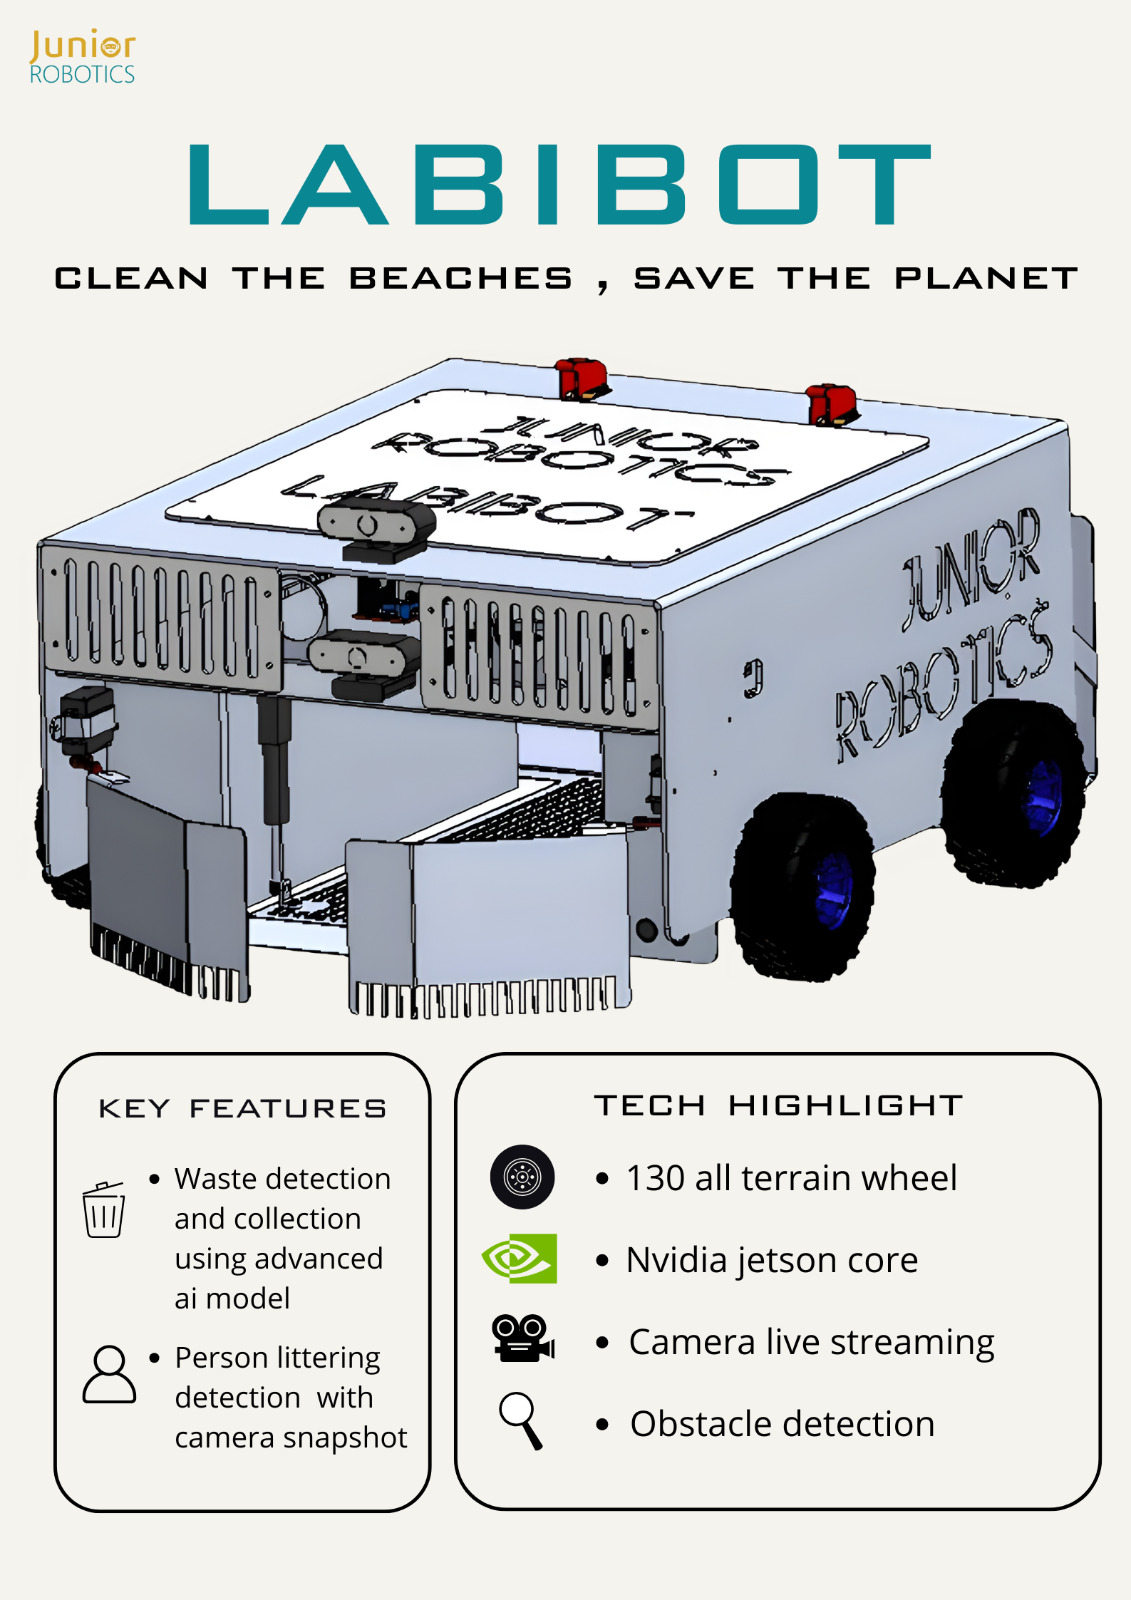 Junior
ROBOTICS
LABIBOT
CLEAN THE BEACHES , SAVE THE PLANET
JUNIOR
ROBOTICS
LABIBOT
JUNIOR
ROBOTICS
KEY FEATURES
• Waste detection
and collection
using advanced
ai model
• Person littering
detection with
camera snapshot
TECH HIGHLIGHT
• 130 all terrain wheel
• Nvidia jetson core
• Camera live streaming
• Obstacle detection